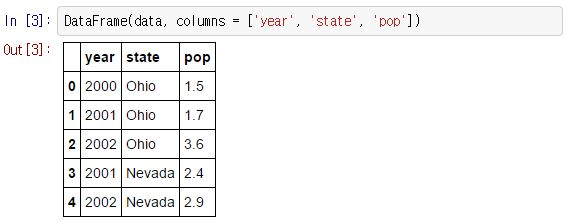 In [3]: DataFrame(data, columns = ['year', 'state', 'pop'])
Out[3]:
year state pop
0 2000 Ohio 1.5
1 2001 Ohio 1.7
2 2002 Ohio 3.6
3 2001 Nevada 2.4
4 2002 Nevada 2.9